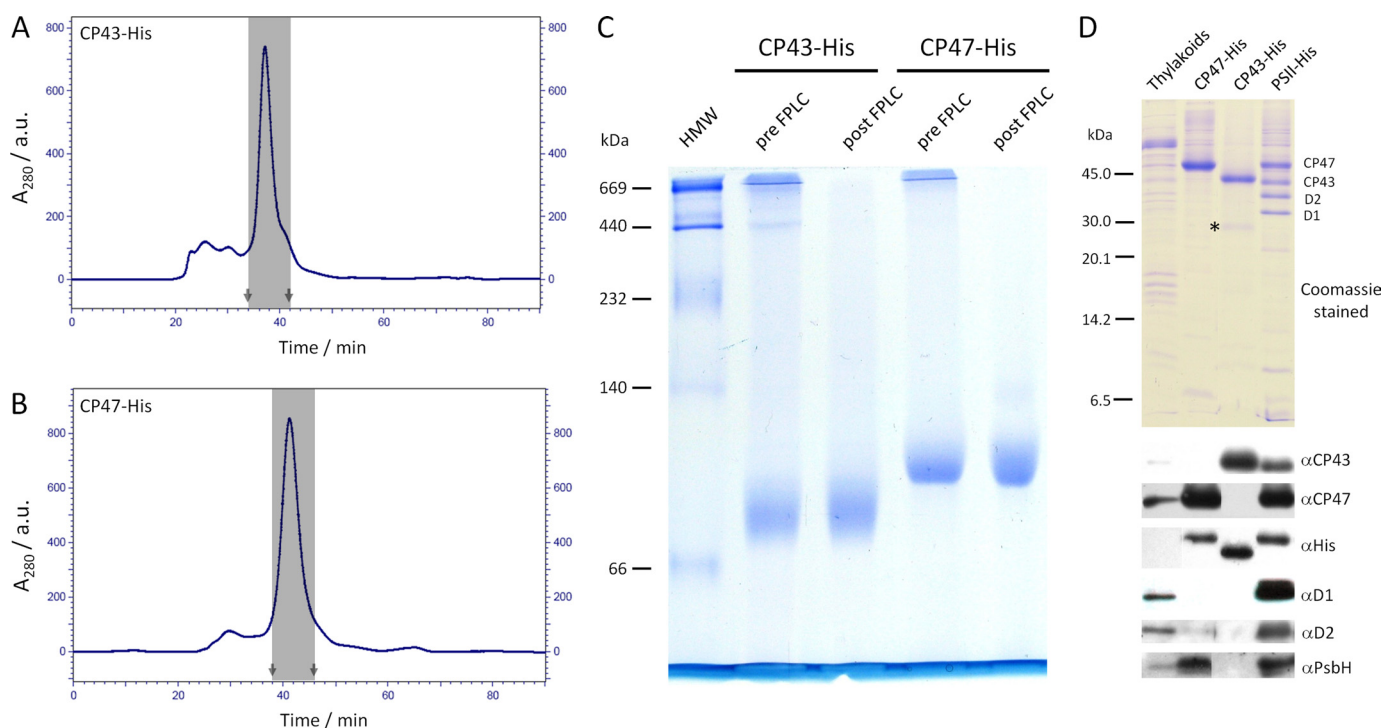 A
CP43-His
800
600
400
200
0
800
600
400
200
0
A280 / a.u.
0 20 40 60 80
Time / min
B
CP47-His
800
600
400
200
0
800
600
400
200
0
A280 / a.u.
0 20 40 60 80
Time / min
C
CP43-His CP47-His
kDa HMW pre FPLC post FPLC pre FPLC post FPLC
669
440
232
140
66
D
Thylakoids CP47-His CP43-His PSII-His
kDa
45.0
30.0
20.1
14.2
6.5
CP47
CP43
D2
D1
*
Coomassie
stained
αCP43
αCP47
αHis
αD1
αD2
αPsbH